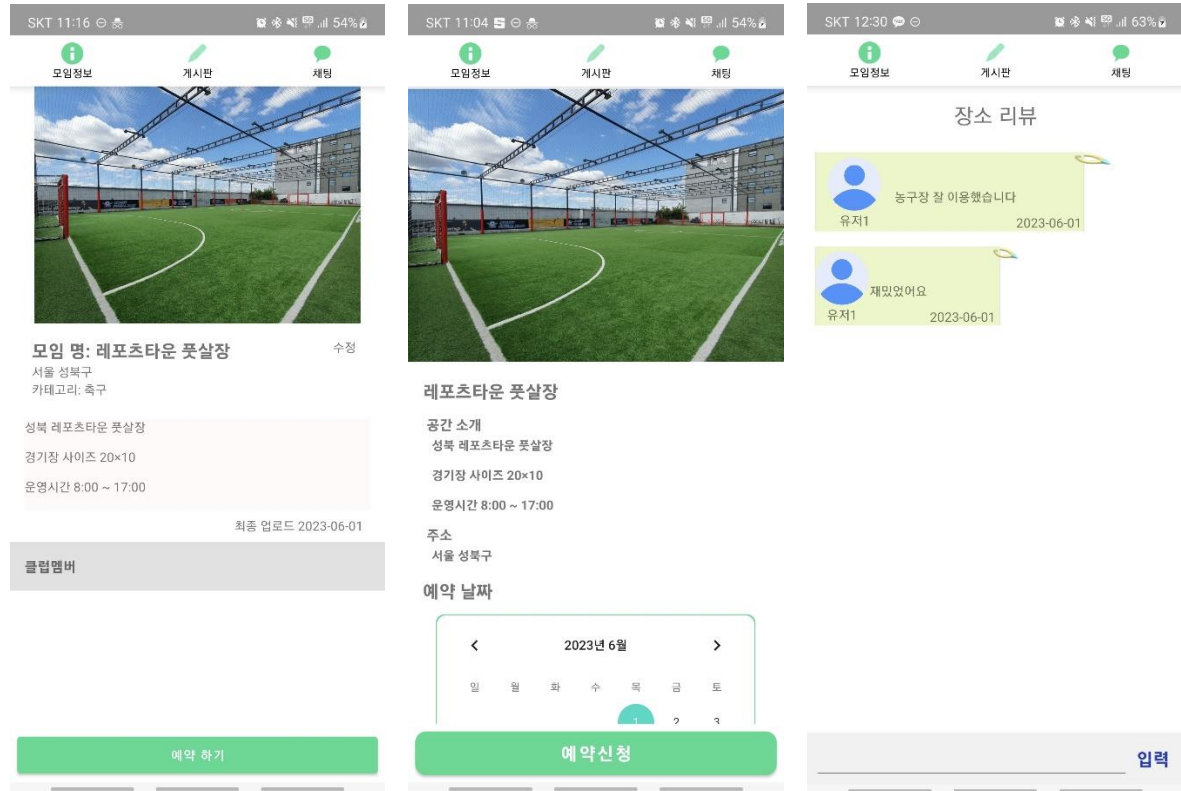 SKT 11:16
54%
모임정보
게시판
채팅
모임 명: 레포츠타운 풋살장
수정
서울 성북구
카테고리: 축구
성북 레포츠타운 풋살장
경기장 사이즈 20×10
운영시간 8:00 ~ 17:00
최종 업로드 2023-06-01
클럽멤버
예약 하기
SKT 11:04
54%
모임정보
게시판
채팅
레포츠타운 풋살장
공간 소개
성북 레포츠타운 풋살장
경기장 사이즈 20×10
운영시간 8:00 ~ 17:00
주소
서울 성북구
예약 날짜
2023년 6월
일 월 화 수 목 금 토
1 2 3
예약신청
SKT 12:30
63%
모임정보
게시판
채팅
장소 리뷰
농구장 잘 이용했습니다
유저1
2023-06-01
재밌었어요
유저1
2023-06-01
입력